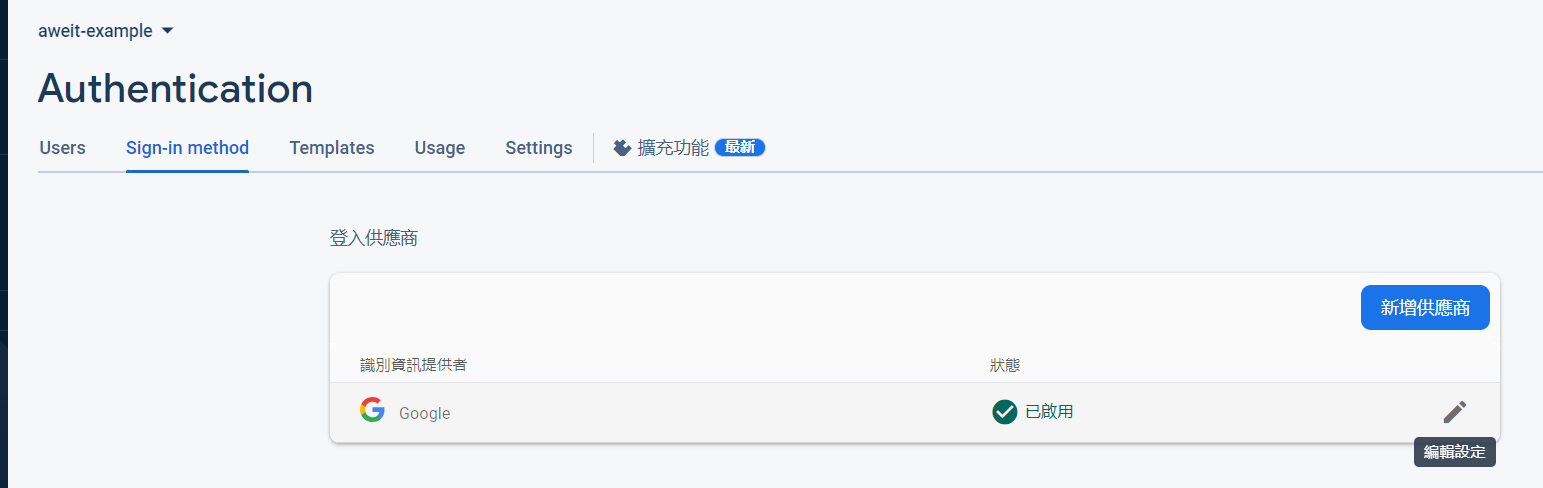 aweit-example
Authentication
Users Sign-in method Templates Usage Settings 擴充功能 最新
登入供應商
新增供應商
識別資訊提供者 狀態
Google 已啟用
編輯設定